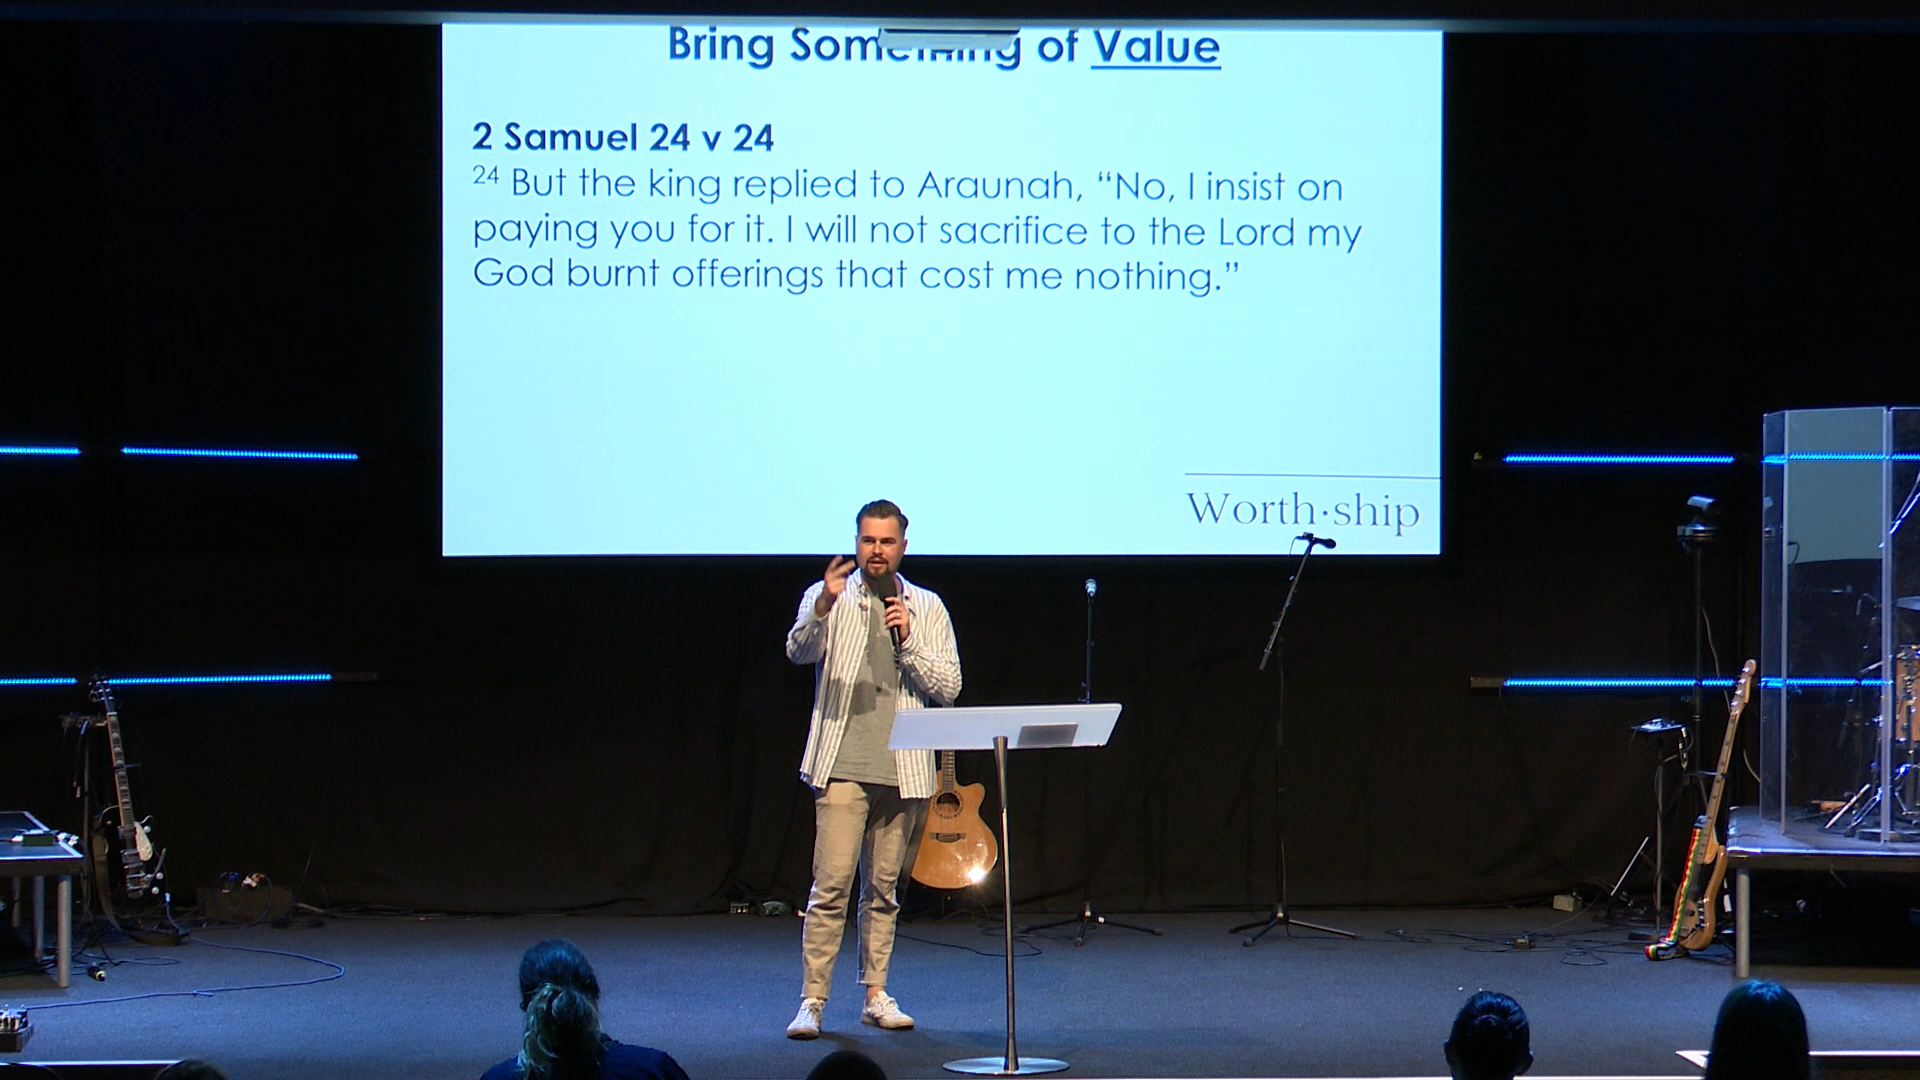 Bring Something of Value
2 Samuel 24 v 24
24 But the king replied to Araunah, “No, I insist on
paying you for it. I will not sacrifice to the Lord my
God burnt offerings that cost me nothing.”
Worth·ship